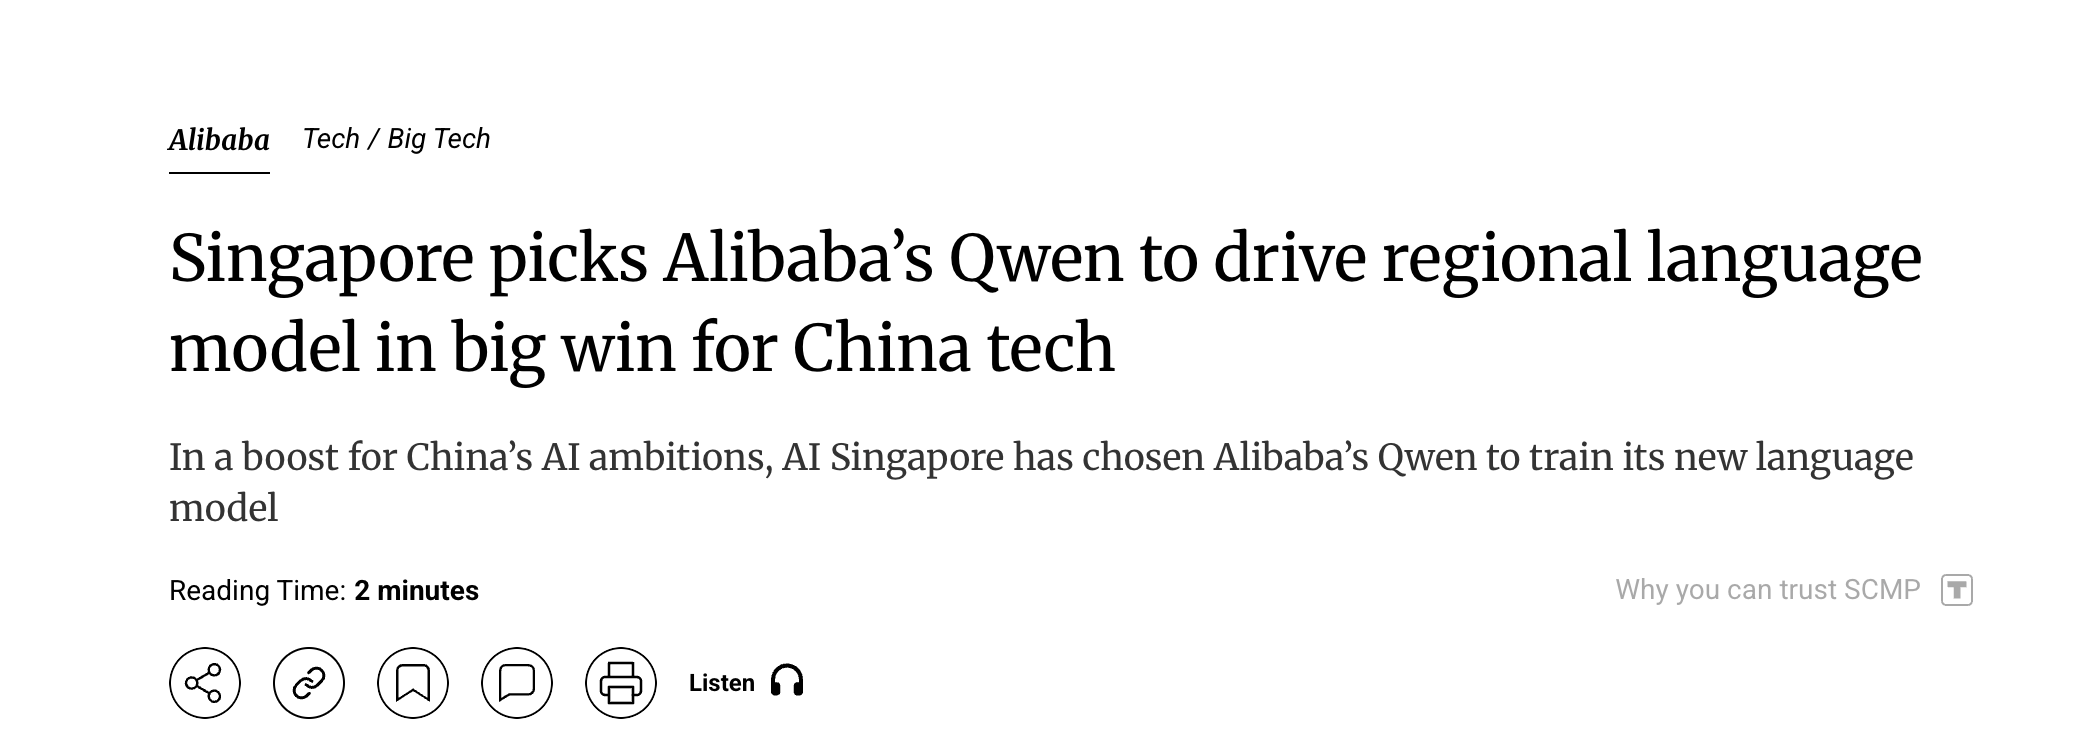 Alibaba Tech / Big Tech
Singapore picks Alibaba’s Qwen to drive regional language
model in big win for China tech
In a boost for China’s AI ambitions, AI Singapore has chosen Alibaba’s Qwen to train its new language
model
Reading Time: 2 minutes
Why you can trust SCMP T
Listen